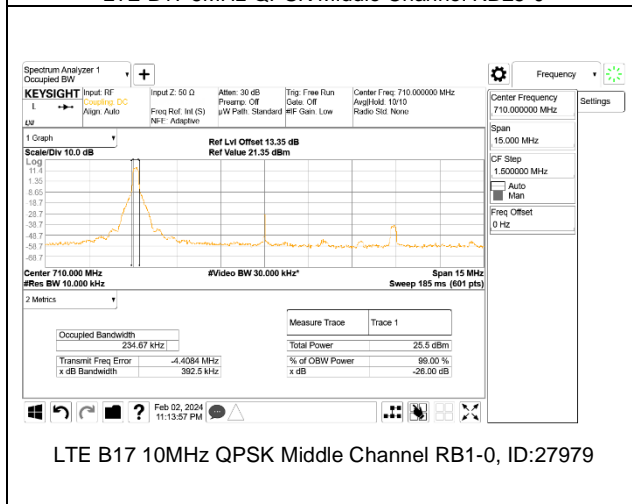 Spectrum Analyzer 1
Occupied BW
Frequency
Settings
KEYSIGHT
Input: RF
Coupling: DC
Align: Auto
Input Z: 50 Ω
Freq Ref: Int (S)
NFE: Adaptive
Atten: 30 dB
Preamp: Off
µW Path: Standard
Trig: Free Run
Gate: Off
#IF Gain: Low
Center Freq: 710.000000 MHz
Avg|Hold: 10/10
Radio Std: None
Center Frequency
710.000000 MHz
Span
15.000 MHz
CF Step
1.500000 MHz
Auto
Man
Freq Offset
0 Hz
1 Graph
Scale/Div 10.0 dB
Ref Lvl Offset 13.35 dB
Ref Value 21.35 dBm
Log
11.4
1.35
-8.65
-18.7
-28.7
-38.7
-48.7
-58.7
-68.7
Center 710.000 MHz
#Res BW 10.000 kHz
#Video BW 30.000 kHz*
Span 15 MHz
Sweep 185 ms (601 pts)
2 Metrics
Measure Trace Trace 1
Occupied Bandwidth
234.67 kHz
Total Power 25.5 dBm
Transmit Freq Error -4.4084 MHz
% of OBW Power 99.00 %
x dB Bandwidth 392.5 kHz
x dB -26.00 dB
Feb 02, 2024
11:13:57 PM
LTE B17 10MHz QPSK Middle Channel RB1-0, ID:27979